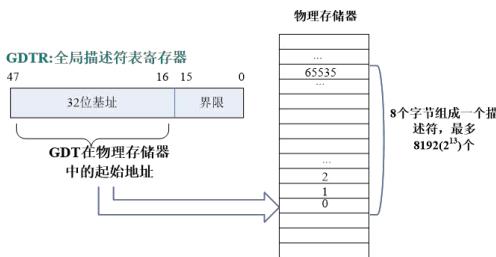 物理存储器
GDTR:全局描述符表寄存器
47 16 15 0
32位基址 界限
GDT在物理存储器
中的起始地址
...
65535
...
...
2
1
0
8个字节组成一个描
述符，最多
8192(2¹³)个